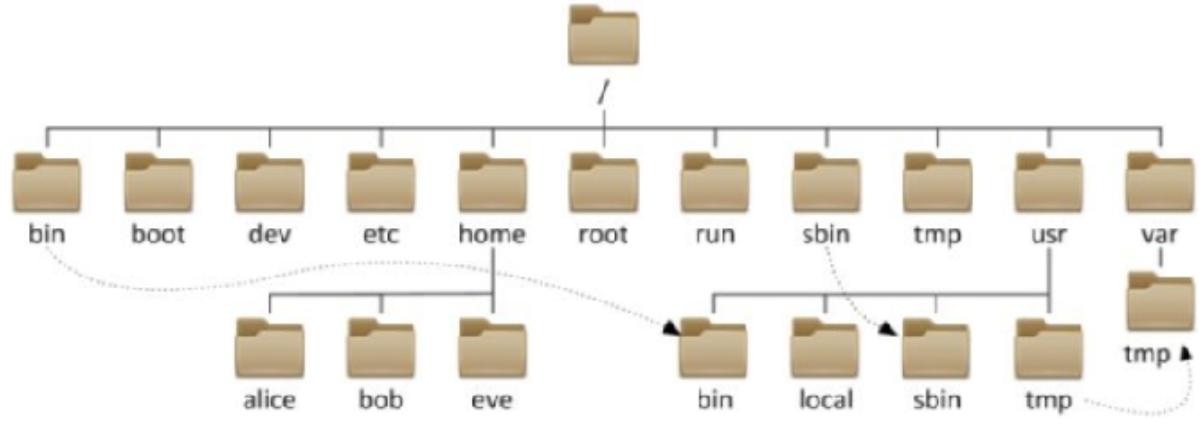 /
bin boot dev etc home root run sbin tmp usr var
tmp
alice bob eve bin local sbin tmp